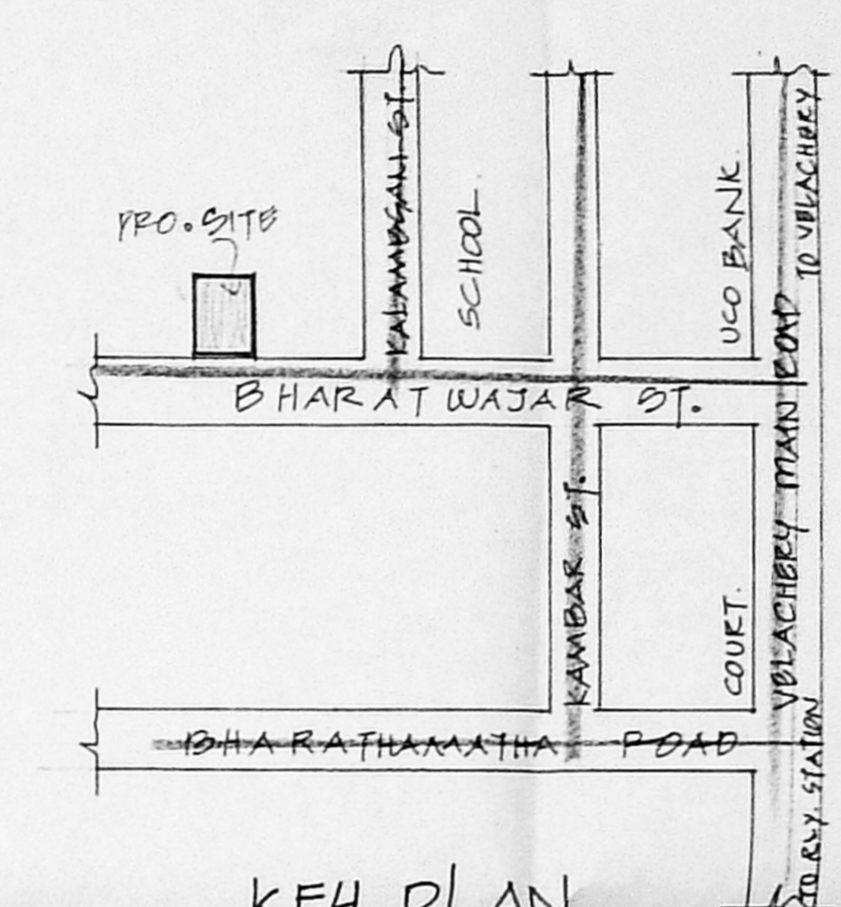 PRO. SITE
KALAMEGAM ST.
SCHOOL.
UCO BANK.
TO VELACHERY
BHARATWAJAR ST.
KAMBAR ST.
COURT.
VELACHERY MAIN ROAD
BHARATHAMATHA ROAD
TO RLY. STATION
KEY PLAN